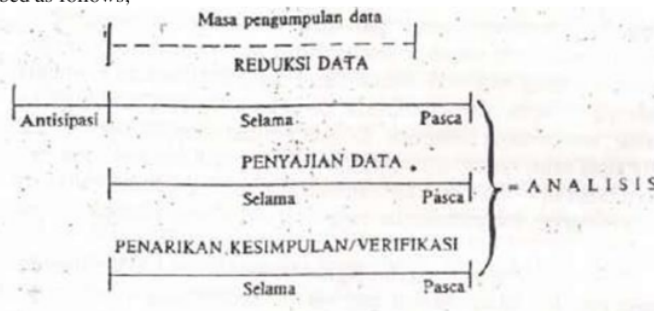 as follows,
Masa pengumpulan data
REDUKSI DATA
Antisipasi Selama Pasca
PENYAJIAN DATA
Selama Pasca
= ANALISIS
PENARIKAN KESIMPULAN/VERIFIKASI
Selama Pasca